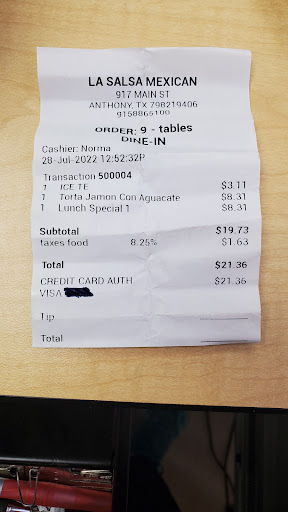 LA SALSA MEXICAN
917 MAIN ST
ANTHONY, TX 798219406
9158865100
ORDER: 9 - tables
DINE-IN
Cashier: Norma
28-Jul-2022 12:52:32P
Transaction 500004
1 ICE TE $3.11
1 Torta Jamon Con Aguacate $8.31
1 Lunch Special 1 $8.31
Subtotal $19.73
taxes food 8.25% $1.63
Total $21.36
CREDIT CARD AUTH $21.36
VISA
Tip
Total